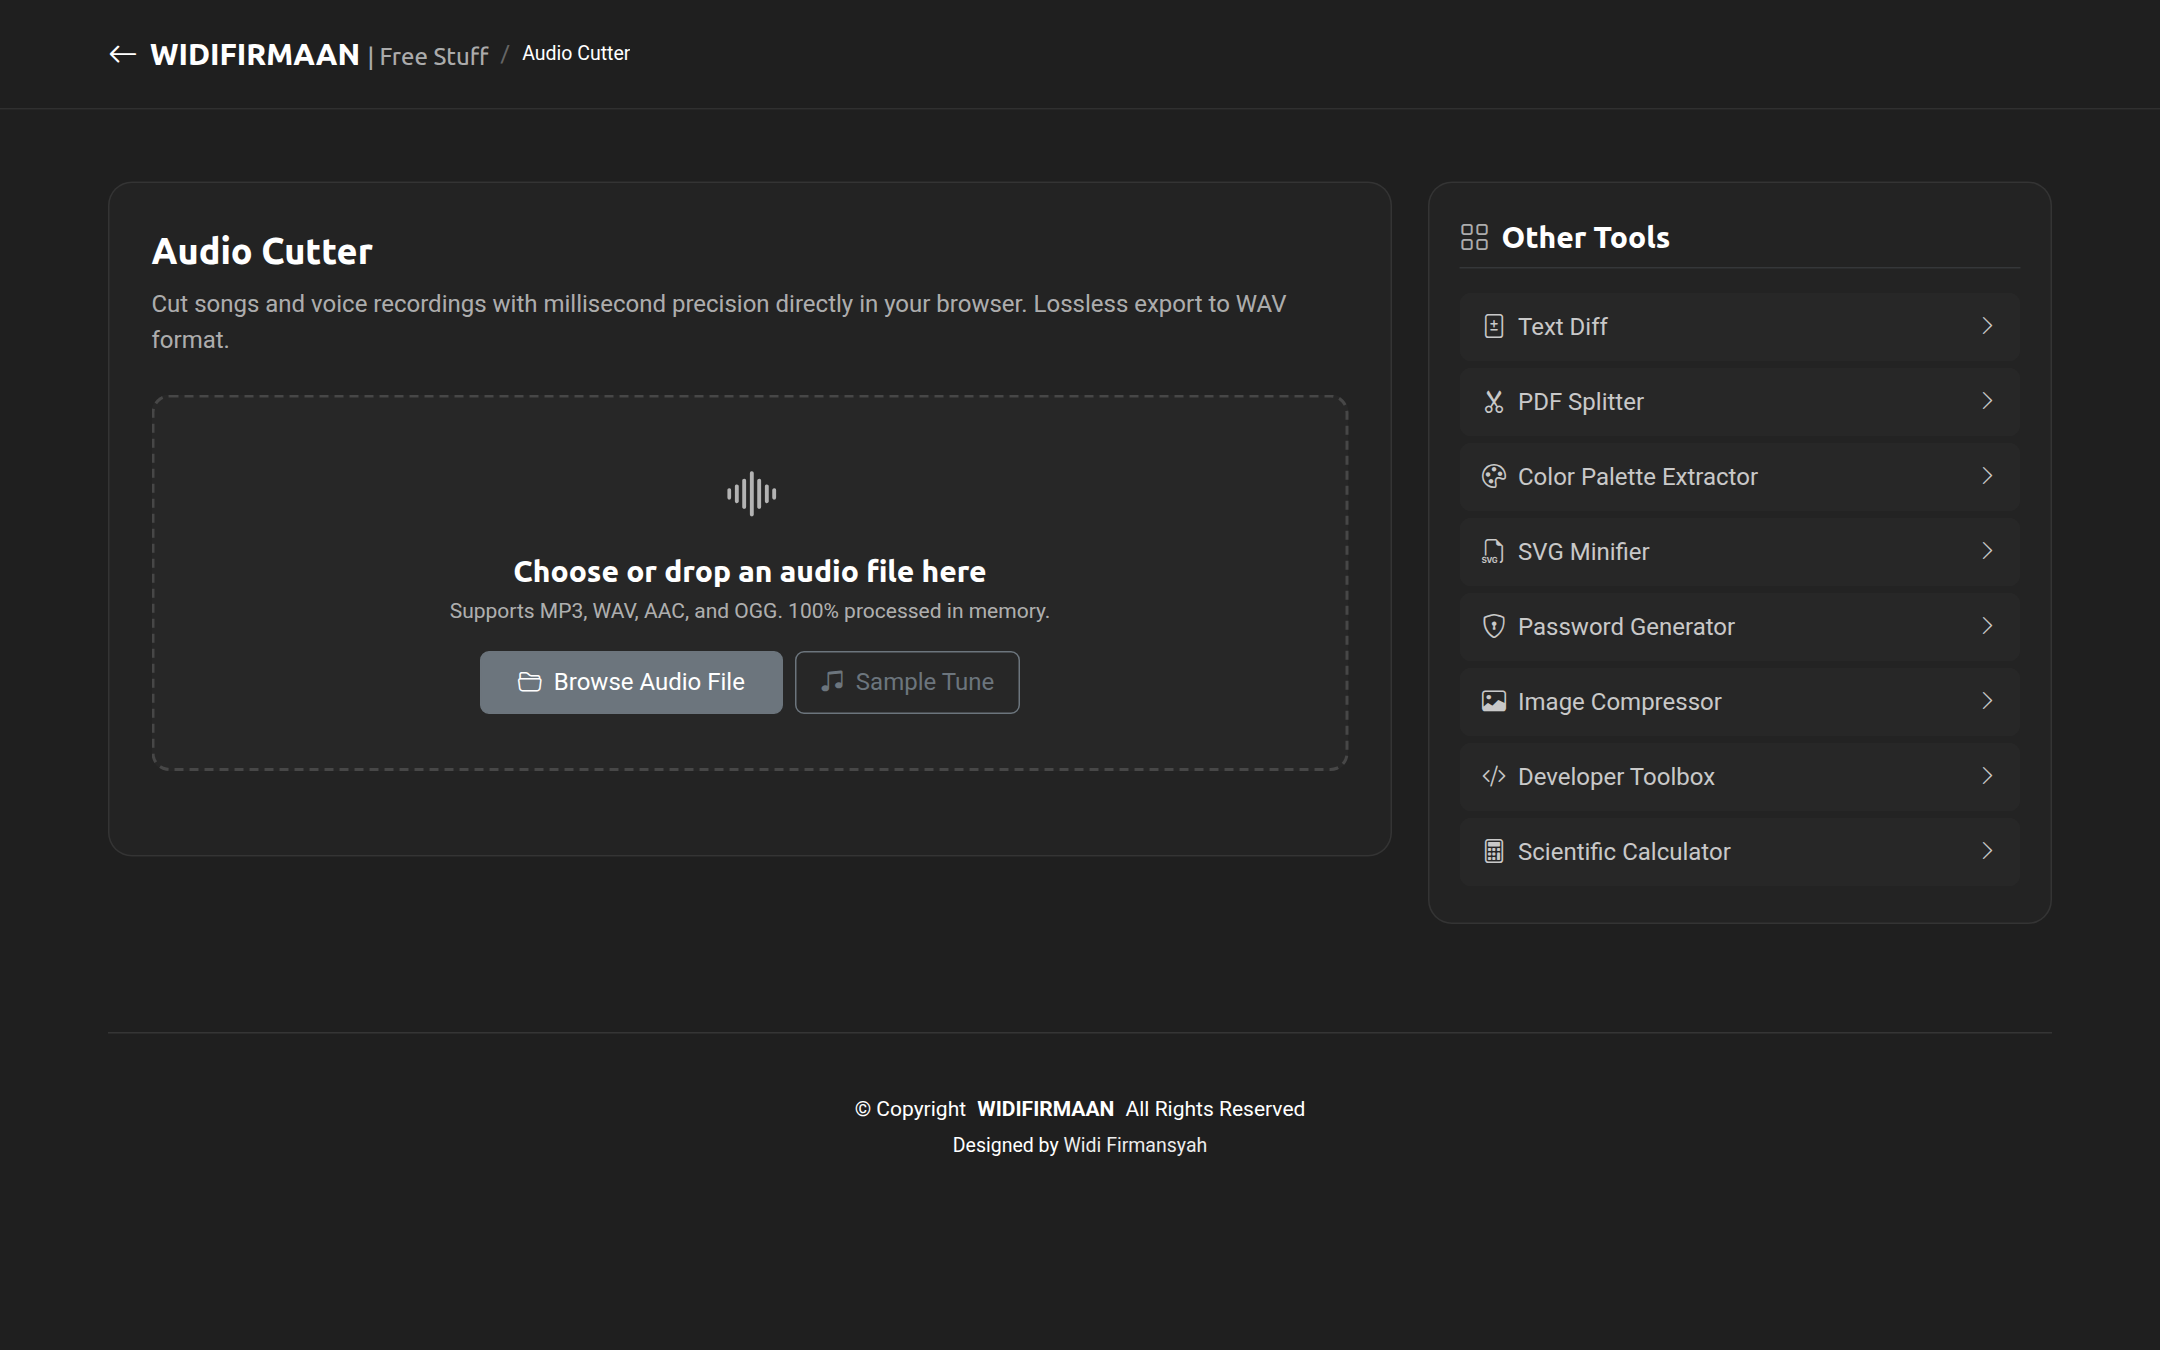 WIDIFIRMAAN | Free Stuff / Audio Cutter
Audio Cutter
Cut songs and voice recordings with millisecond precision directly in your browser. Lossless export to WAV
format.
Choose or drop an audio file here
Supports MP3, WAV, AAC, and OGG. 100% processed in memory.
Browse Audio File
Sample Tune
Other Tools
Text Diff
PDF Splitter
Color Palette Extractor
SVG SVG Minifier
Password Generator
Image Compressor
Developer Toolbox
Scientific Calculator
© Copyright WIDIFIRMAAN All Rights Reserved
Designed by Widi Firmansyah